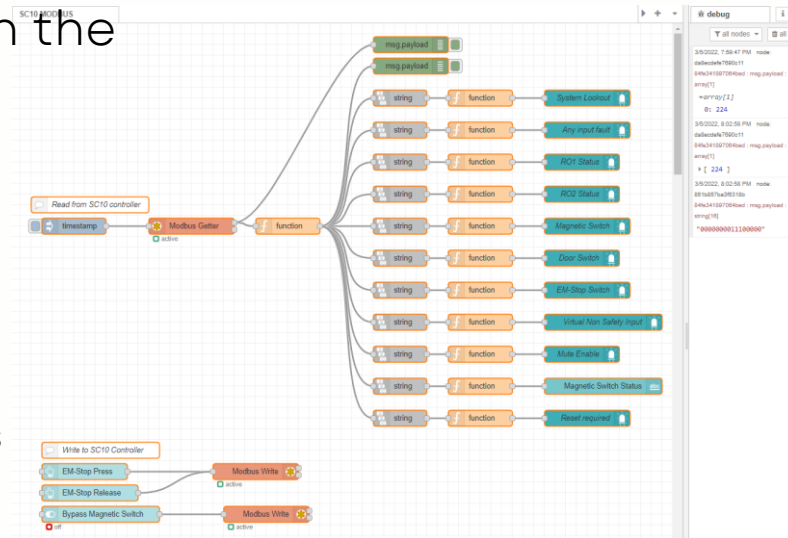 n the
SC10 MODBUS
debug
i
all nodes
all
msg.payload
msg.payload
string function System Lockout
string function Any input fault
string function RO1 Status
string function RO2 Status
Read from SC10 controller
timestamp Modbus Getter function
active
string function Magnetic Switch
string function Door Switch
string function EM-Stop Switch
string function Virtual Non Safety Input
string function Mute Enable
string function Magnetic Switch Status abc
string function Reset required
Write to SC10 Controller
EM-Stop Press Modbus Write
active
EM-Stop Release
Bypass Magnetic Switch Modbus Write
off active
3/5/2022, 7:59:47 PM node:
msg.payload :
array[1]
array[1]
0: 224
3/5/2022, 8:02:58 PM node:
msg.payload :
array[1]
[ 224 ]
3/5/2022, 8:02:58 PM node:
msg.payload :
string[16]
"0000000011100000"